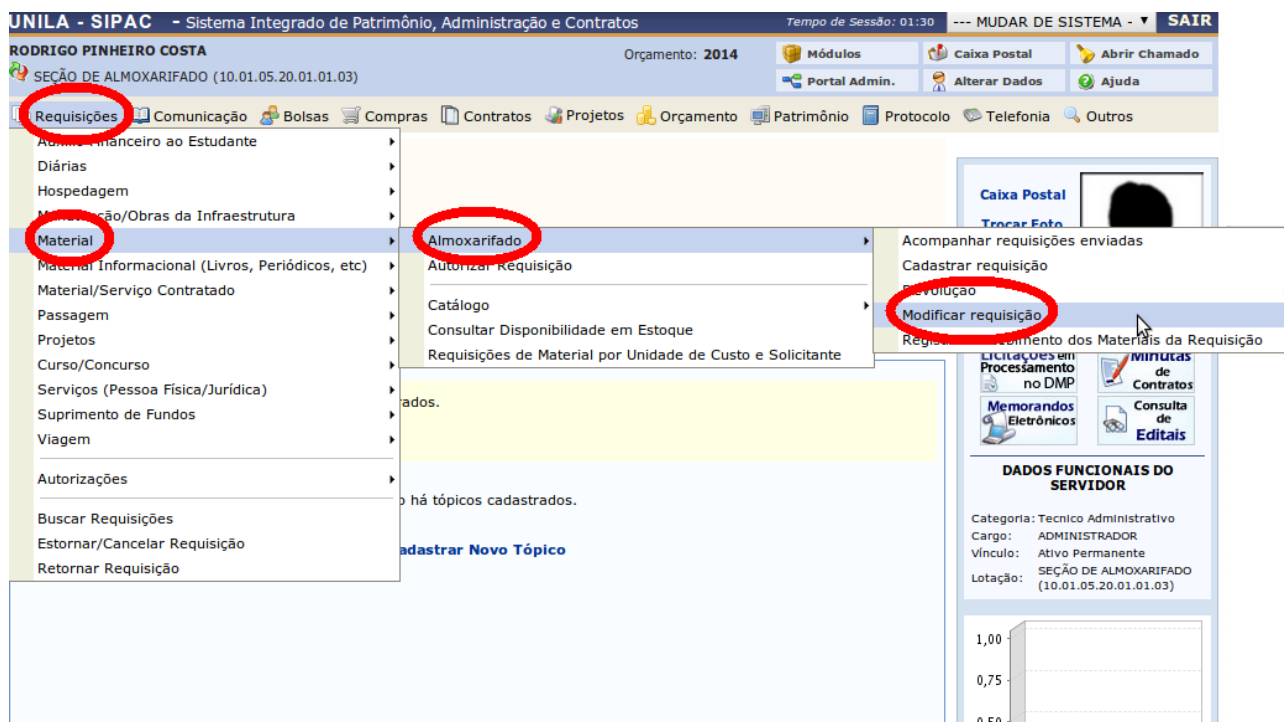 UNILA - SIPAC - Sistema Integrado de Patrimônio, Administração e Contratos
Tempo de Sessão: 01:30
--- MUDAR DE SISTEMA - ▼
SAIR
RODRIGO PINHEIRO COSTA
Orçamento: 2014
SEÇÃO DE ALMOXARIFADO (10.01.05.20.01.01.03)
Módulos
Caixa Postal
Abrir Chamado
Portal Admin.
Alterar Dados
Ajuda
Requisições Comunicação Bolsas Compras Contratos Projetos Orçamento Patrimônio Protocolo Telefonia Outros
Auxílio Financeiro ao Estudante
Diárias
Hospedagem
Manutenção/Obras da Infraestrutura
Material
Material Informacional (Livros, Periódicos, etc)
Material/Serviço Contratado
Passagem
Projetos
Curso/Concurso
Serviços (Pessoa Física/Jurídica)
Suprimento de Fundos
Viagem
Autorizações
Buscar Requisições
Estornar/Cancelar Requisição
Retornar Requisição
Almoxarifado
Autorizar Requisição
Catálogo
Consultar Disponibilidade em Estoque
Requisições de Material por Unidade de Custo e Solicitante
Acompanhar requisições enviadas
Cadastrar requisição
Devolução
Modificar requisição
dos Materiais da Requisição
rados.
há tópicos cadastrados.
adastrar Novo Tópico
Caixa Postal
Trocar Foto
Licitações em
Processamento
no DMP
Minutas
de
Contratos
Memorandos
Eletrônicos
Consulta
de
Editais
DADOS FUNCIONAIS DO
SERVIDOR
Categoria: Tecnico Administrativo
Cargo: ADMINISTRADOR
Vínculo: Ativo Permanente
Lotação: SEÇÃO DE ALMOXARIFADO
(10.01.05.20.01.01.03)
1,00
0,75
0,50